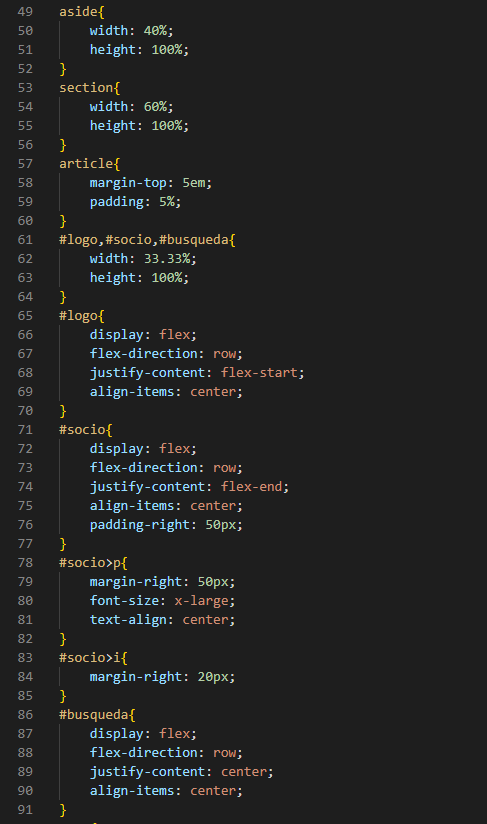 49 aside{
50     width: 40%;
51     height: 100%;
52 }
53 section{
54     width: 60%;
55     height: 100%;
56 }
57 article{
58     margin-top: 5em;
59     padding: 5%;
60 }
61 #logo,#socio,#busqueda{
62     width: 33.33%;
63     height: 100%;
64 }
65 #logo{
66     display: flex;
67     flex-direction: row;
68     justify-content: flex-start;
69     align-items: center;
70 }
71 #socio{
72     display: flex;
73     flex-direction: row;
74     justify-content: flex-end;
75     align-items: center;
76     padding-right: 50px;
77 }
78 #socio>p{
79     margin-right: 50px;
80     font-size: x-large;
81     text-align: center;
82 }
83 #socio>i{
84     margin-right: 20px;
85 }
86 #busqueda{
87     display: flex;
88     flex-direction: row;
89     justify-content: center;
90     align-items: center;
91 }